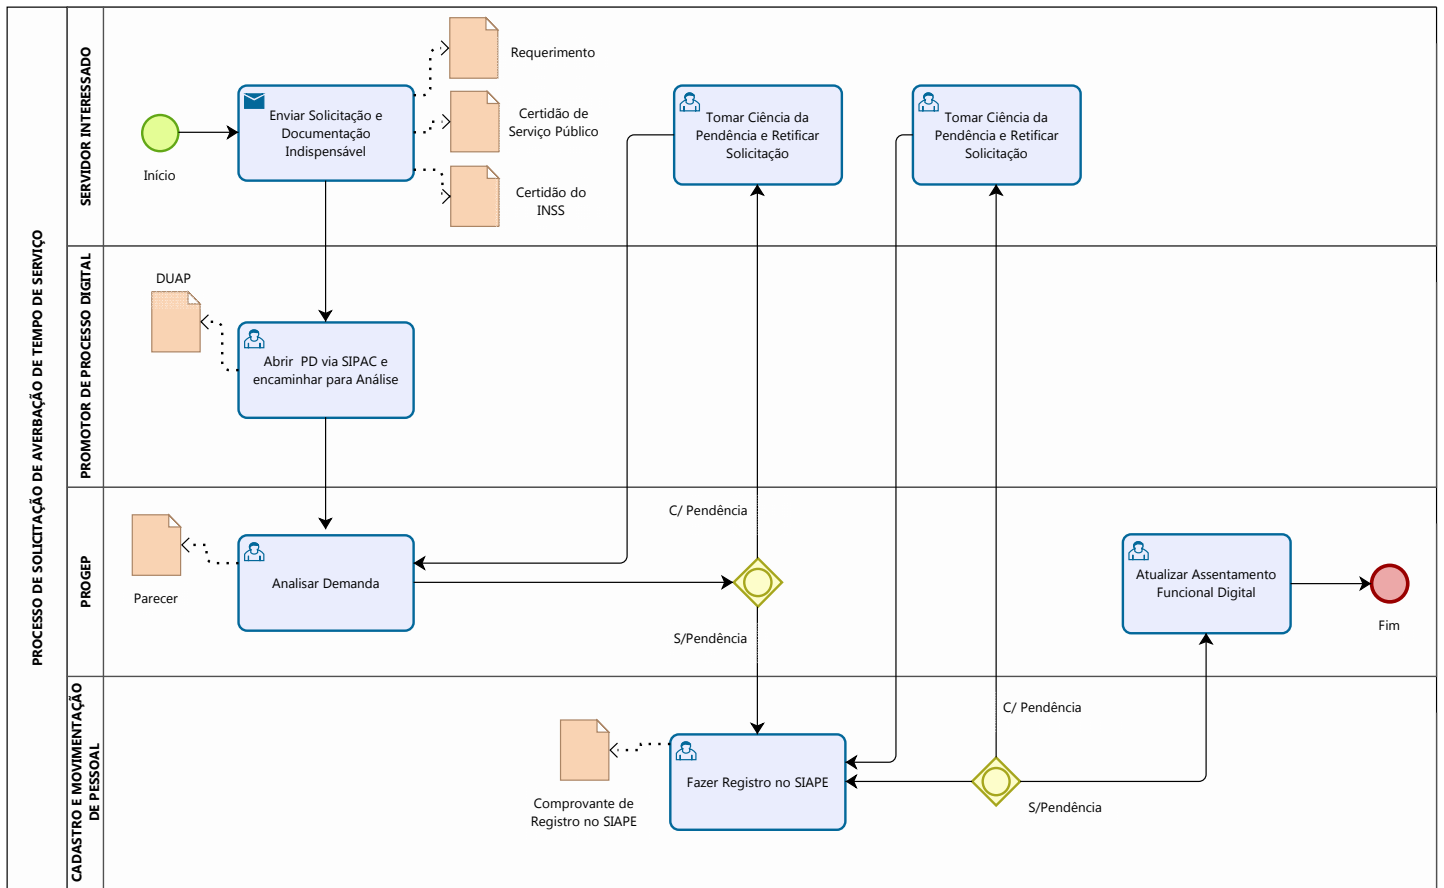 PROCESSO DE SOLICITAÇÃO DE AVERBAÇÃO DE TEMPO DE SERVIÇO
SERVIDOR INTERESSADO
Início
Enviar Solicitação e
Documentação
Indispensável
Requerimento
Certidão de
Serviço Público
Certidão do
INSS
Tomar Ciência da
Pendência e Retificar
Solicitação
Tomar Ciência da
Pendência e Retificar
Solicitação
PROMOTOR DE PROCESSO DIGITAL
DUAP
Abrir PD via SIPAC e
encaminhar para Análise
PROGEP
Parecer
Analisar Demanda
C/ Pendência
S/Pendência
Atualizar Assentamento
Funcional Digital
Fim
CADASTRO E MOVIMENTAÇÃO
DE PESSOAL
Comprovante de
Registro no SIAPE
Fazer Registro no SIAPE
C/ Pendência
S/Pendência